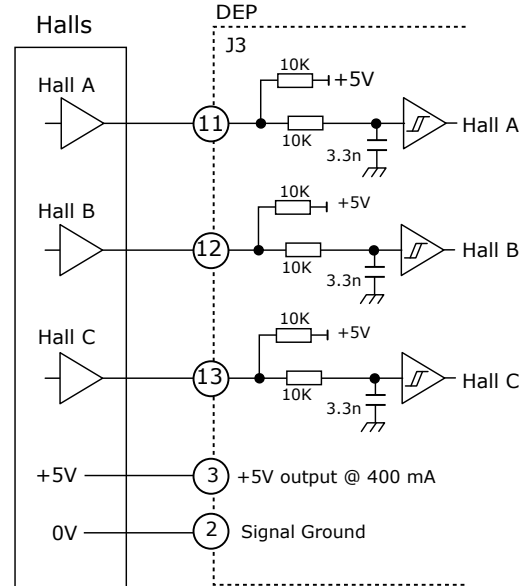 DEP
Halls
J3
Hall A
10K
+5V
11
10K
3.3n
Hall A
Hall B
10K
+5V
12
10K
3.3n
Hall B
Hall C
10K
+5V
13
10K
3.3n
Hall C
+5V
3
+5V output @ 400 mA
0V
2
Signal Ground